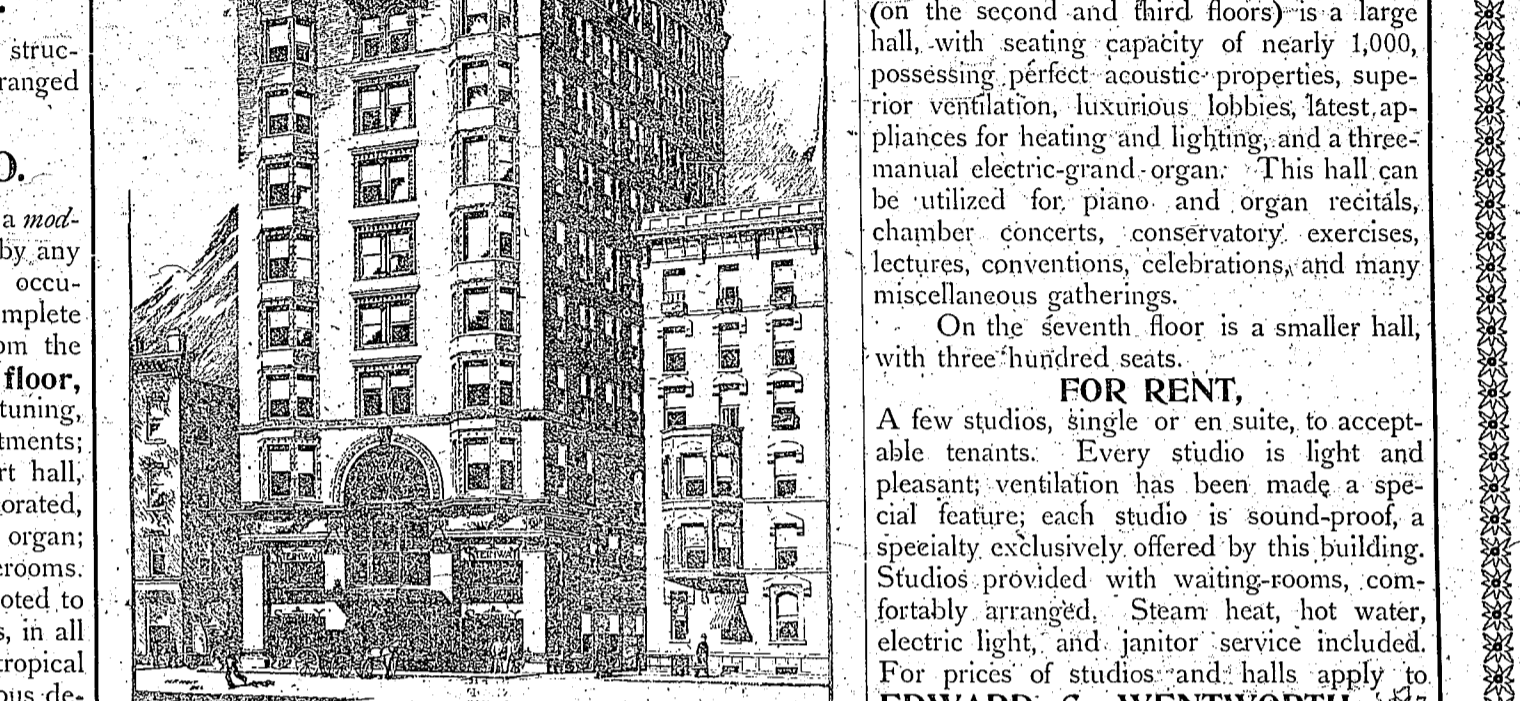 struc-
ranged
O.
a mod-
by any
occu-
mplete
om the
floor,
tuning,
tments;
rt hall,
orated,
organ;
erooms.
oted to
s, in all
tropical
ous de-
STEINWAY
STEINWAY
(on the second and third floors) is a large
hall, with seating capacity of nearly 1,000,
possessing perfect acoustic properties, supe-
rior ventilation, luxurious lobbies, latest ap-
pliances for heating and lighting, and a three-
manual electric-grand organ. This hall can
be utilized for piano and organ recitals,
chamber concerts, conservatory exercises,
lectures, conventions, celebrations, and many
miscellaneous gatherings.
On the seventh floor is a smaller hall,
with three hundred seats.
FOR RENT,
A few studios, single or en suite, to accept-
able tenants. Every studio is light and
pleasant; ventilation has been made a spe-
cial feature; each studio is sound-proof, a
specialty exclusively offered by this building.
Studios provided with waiting-rooms, com-
fortably arranged. Steam heat, hot water,
electric light, and janitor service included.
For prices of studios and halls apply to
EDWARD C. WENTWORTH